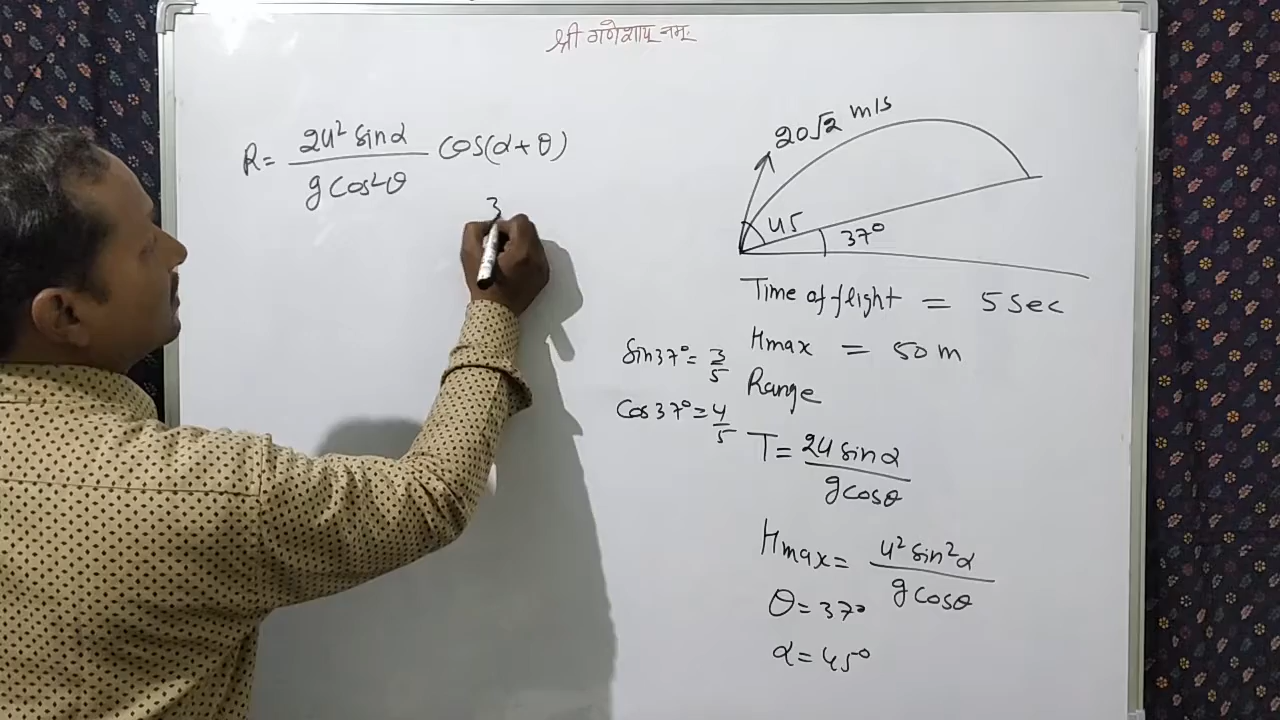 श्री गणेशाय नमः
R = 2u² sinα / g cos²θ cos(α+θ)
3
20√2 m/s
45
37°
Time of flight = 5 sec
Hmax = 50 m
Sin37° = 3/5
Range
Cos37° = 4/5
T = 2u sinα / g cosθ
Hmax = u² sin²α / g cosθ
θ = 37°
α = 45°